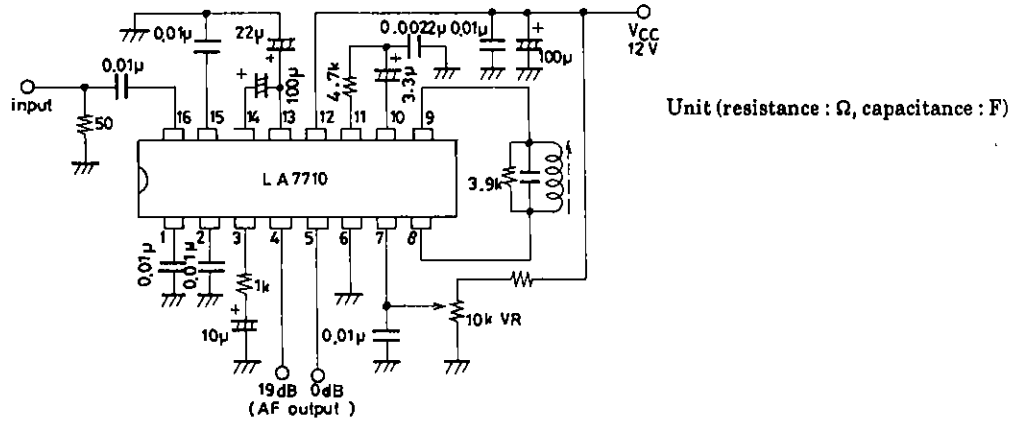 0.01μ
22μ
0.0022μ
0.01μ
VCC
12V
100μ
0.01μ
100μ
4.7k
3.3μ
input
50
16 15 14 13 12 11 10 9
Unit (resistance : Ω, capacitance : F)
LA7710
3.9k
1 2 3 4 5 6 7 8
0.01μ
0.01μ
1k
10μ
0.01μ
10k VR
19dB 0dB
(AF output)